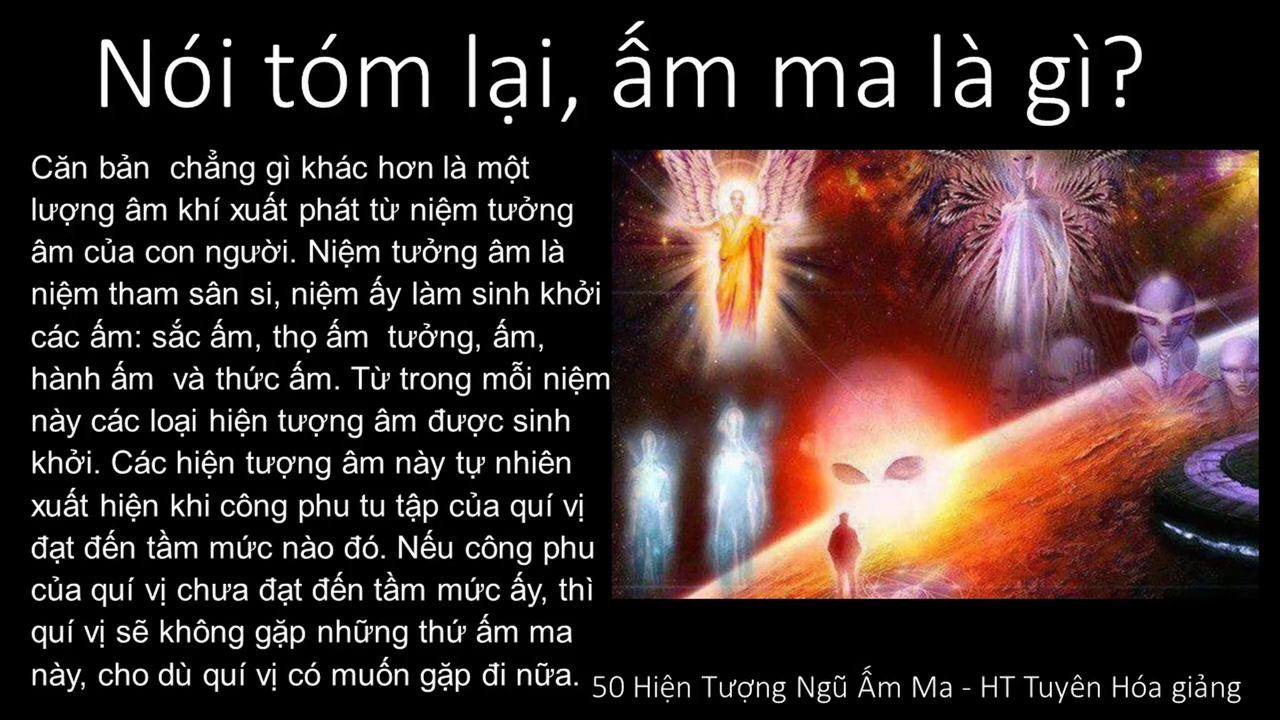 Nói tóm lại, ấm ma là gì?
Căn bản  chẳng gì khác hơn là một
lượng âm khí xuất phát từ niệm tưởng
âm của con người. Niệm tưởng âm là
niệm tham sân si, niệm ấy làm sinh khởi
các ấm: sắc ấm, thọ ấm  tưởng, ấm,
hành ấm  và thức ấm. Từ trong mỗi niệm
này các loại hiện tượng âm được sinh
khởi. Các hiện tượng âm này tự nhiên
xuất hiện khi công phu tu tập của quí vị
đạt đến tầm mức nào đó. Nếu công phu
của quí vị chưa đạt đến tầm mức ấy, thì
quí vị sẽ không gặp những thứ ấm ma
này, cho dù quí vị có muốn gặp đi nữa.
50 Hiện Tượng Ngũ Ấm Ma - HT Tuyên Hóa giảng